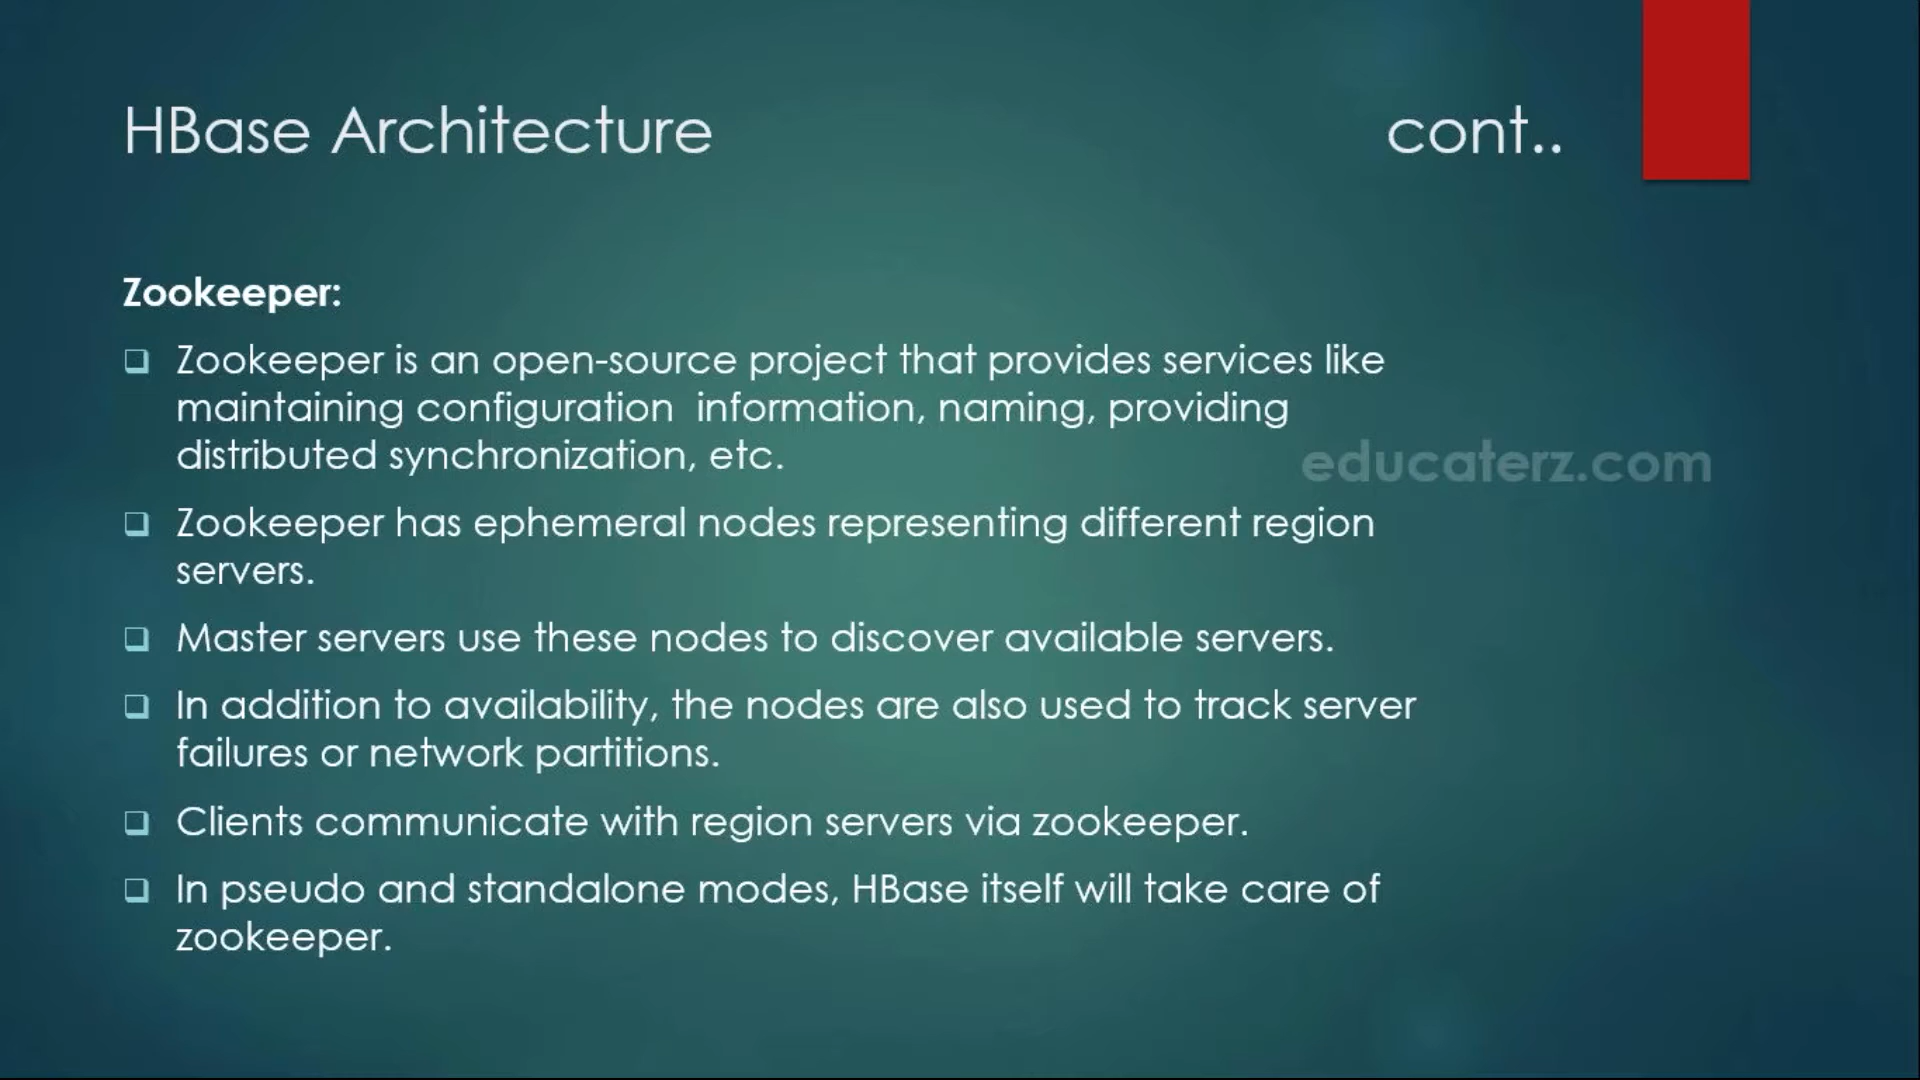 HBase Architecture cont..
Zookeeper:
Zookeeper is an open-source project that provides services like
maintaining configuration information, naming, providing
distributed synchronization, etc.
educaterz.com
Zookeeper has ephemeral nodes representing different region
servers.
Master servers use these nodes to discover available servers.
In addition to availability, the nodes are also used to track server
failures or network partitions.
Clients communicate with region servers via zookeeper.
In pseudo and standalone modes, HBase itself will take care of
zookeeper.